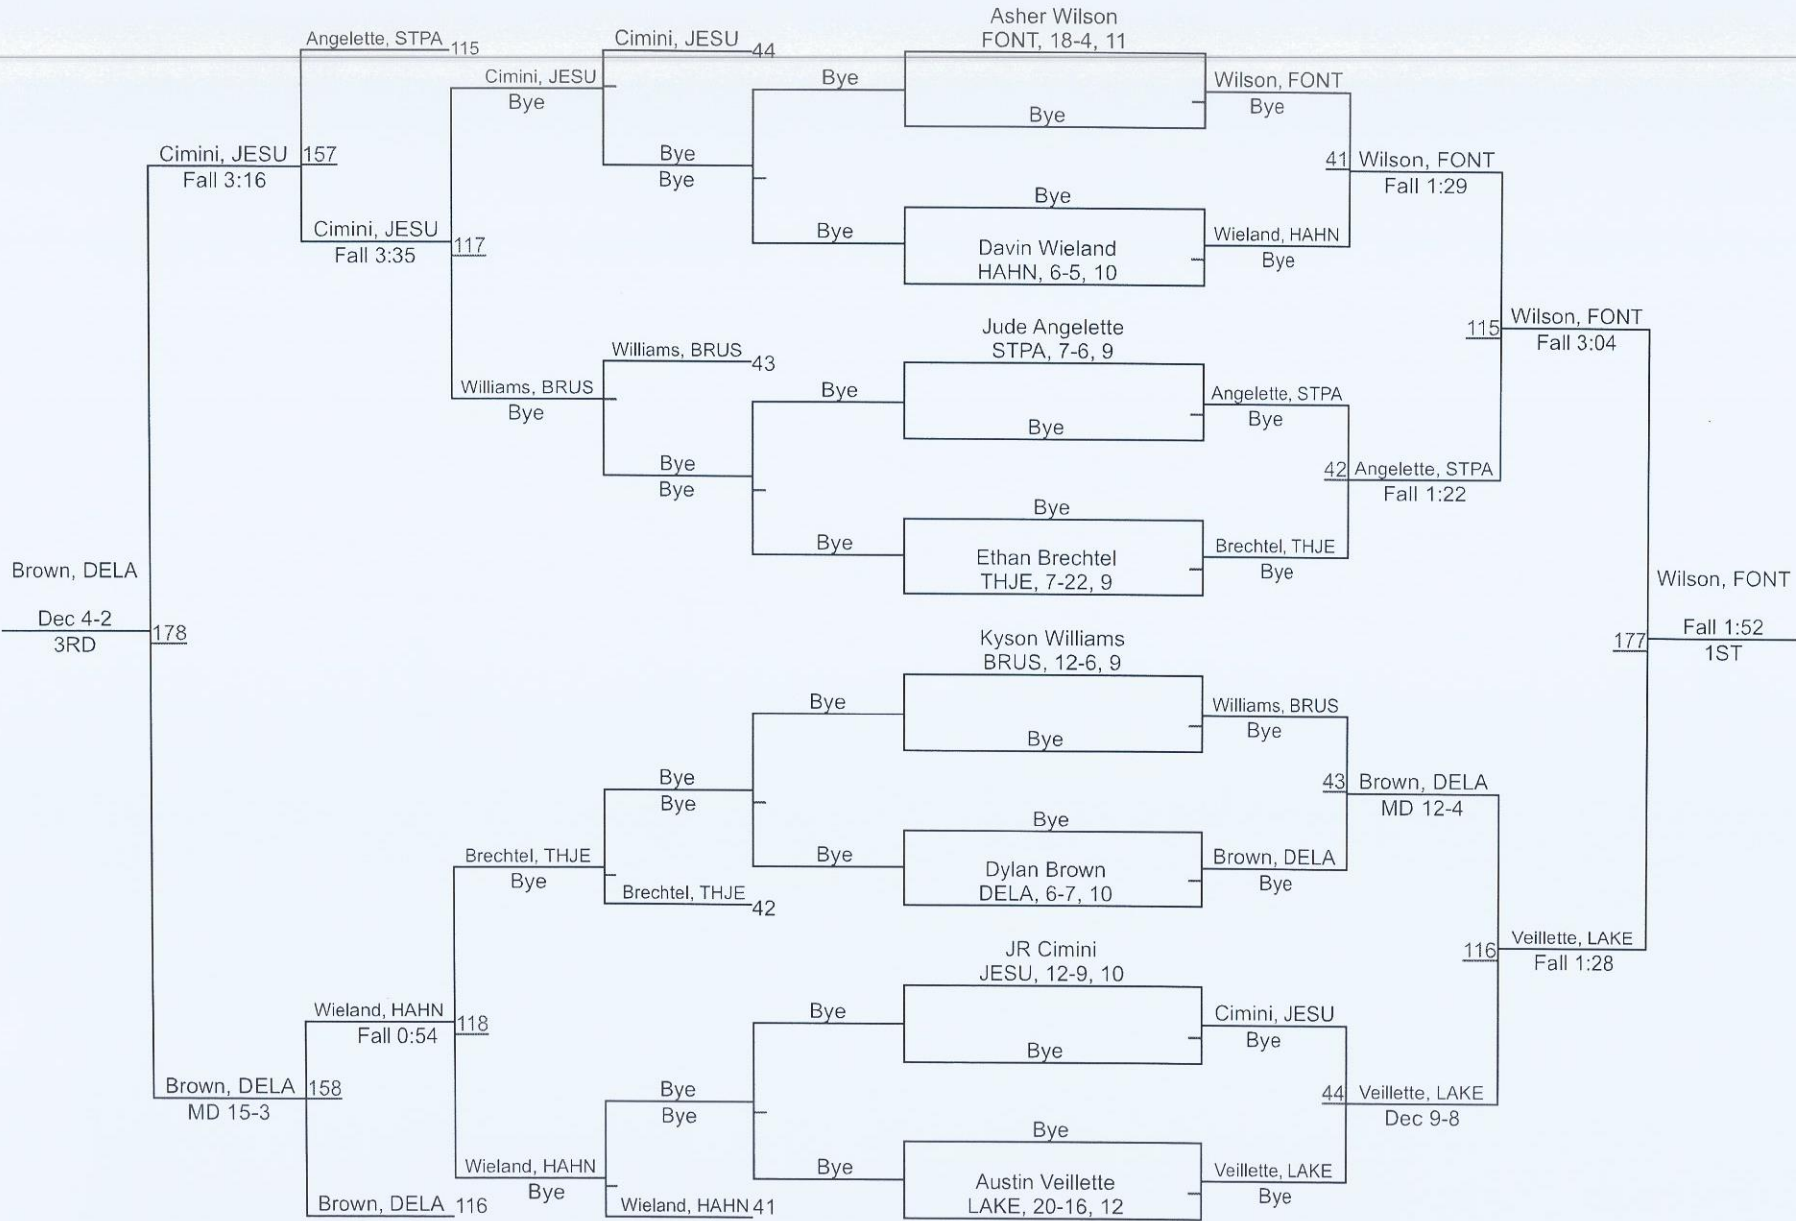 Asher Wilson
FONT, 18-4, 11
Angelette, STPA 115
Cimini, JESU 44
Cimini, JESU
Bye
Bye
Bye
Wilson, FONT
Bye
Cimini, JESU 157
Fall 3:16
Bye
Bye
41 Wilson, FONT
Fall 1:29
Bye
Cimini, JESU
Fall 3:35
117
Bye
Davin Wieland
HAHN, 6-5, 10
Wieland, HAHN
Bye
Jude Angelette
STPA, 7-6, 9
115 Wilson, FONT
Fall 3:04
Williams, BRUS 43
Williams, BRUS
Bye
Bye
Bye
Angelette, STPA
Bye
Bye
Bye
42 Angelette, STPA
Fall 1:22
Bye
Bye
Ethan Brechtel
THJE, 7-22, 9
Brechtel, THJE
Bye
Brown, DELA
Dec 4-2
3RD
178
Wilson, FONT
177 Fall 1:52
1ST
Kyson Williams
BRUS, 12-6, 9
Bye
Bye
Williams, BRUS
Bye
Bye
Bye
43 Brown, DELA
MD 12-4
Bye
Brechtel, THJE
Bye
Brechtel, THJE 42
Bye
Dylan Brown
DELA, 6-7, 10
Brown, DELA
Bye
JR Cimini
JESU, 12-9, 10
116 Veillette, LAKE
Fall 1:28
Wieland, HAHN
Fall 0:54
118
Bye
Bye
Cimini, JESU
Bye
Brown, DELA 158
MD 15-3
Bye
Bye
44 Veillette, LAKE
Dec 9-8
Bye
Wieland, HAHN
Bye
Bye
Austin Veillette
LAKE, 20-16, 12
Veillette, LAKE
Bye
Brown, DELA 116
Wieland, HAHN 41